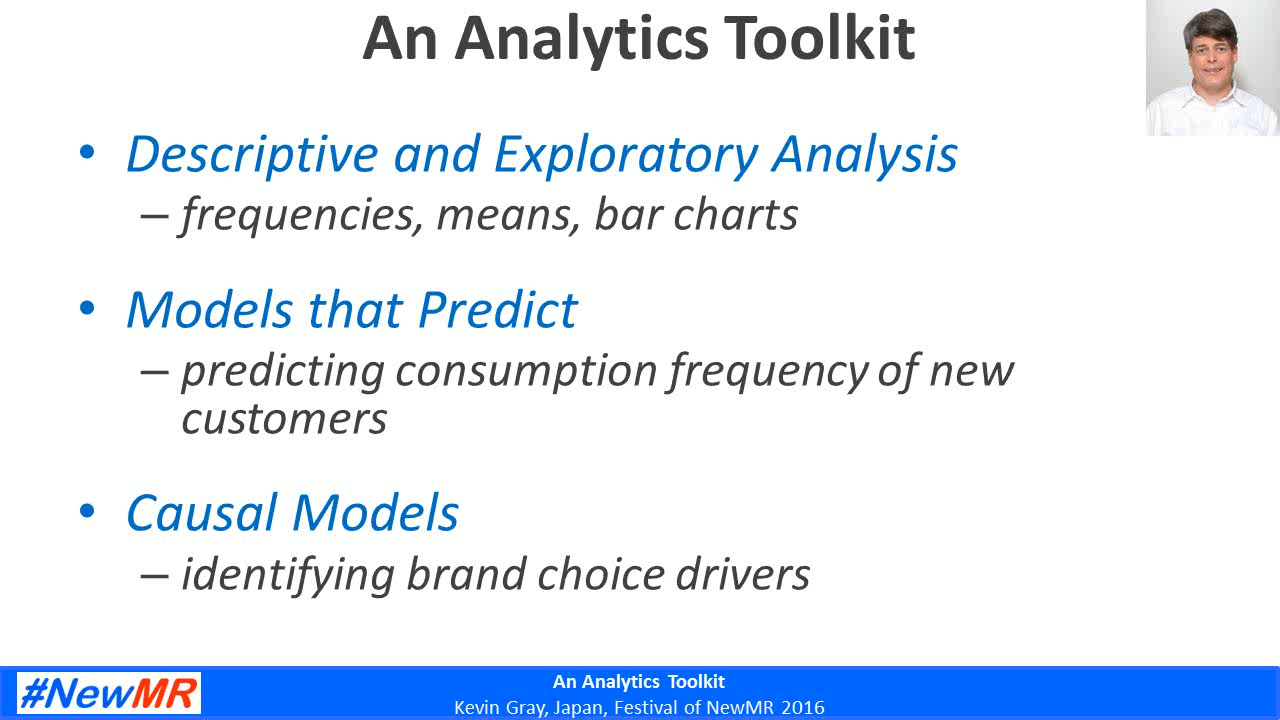 An Analytics Toolkit
• Descriptive and Exploratory Analysis
– frequencies, means, bar charts
• Models that Predict
– predicting consumption frequency of new
customers
• Causal Models
– identifying brand choice drivers
#NewMR
An Analytics Toolkit
Kevin Gray, Japan, Festival of NewMR 2016